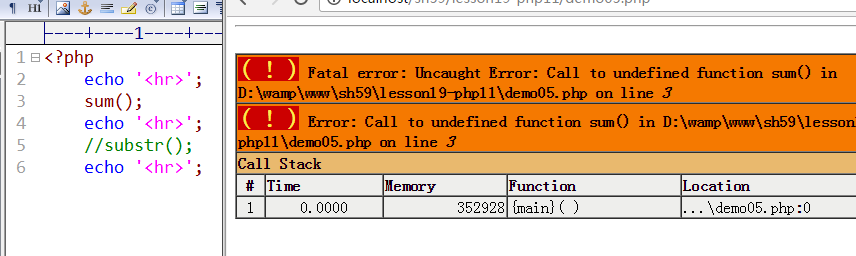 ¶ HI
localhost/sh59/lesson19-php11/demo05.php
----+----1----+---
1 <?php
2 echo '<hr>';
3 sum();
4 echo '<hr>';
5 //substr();
6 echo '<hr>';
( ! ) Fatal error: Uncaught Error: Call to undefined function sum() in
D:\wamp\www\sh59\lesson19-php11\demo05.php on line 3
( ! ) Error: Call to undefined function sum() in D:\wamp\www\sh59\lesson
php11\demo05.php on line 3
Call Stack
# Time Memory Function Location
1 0.0000 352928 {main}( ) ...\demo05.php:0